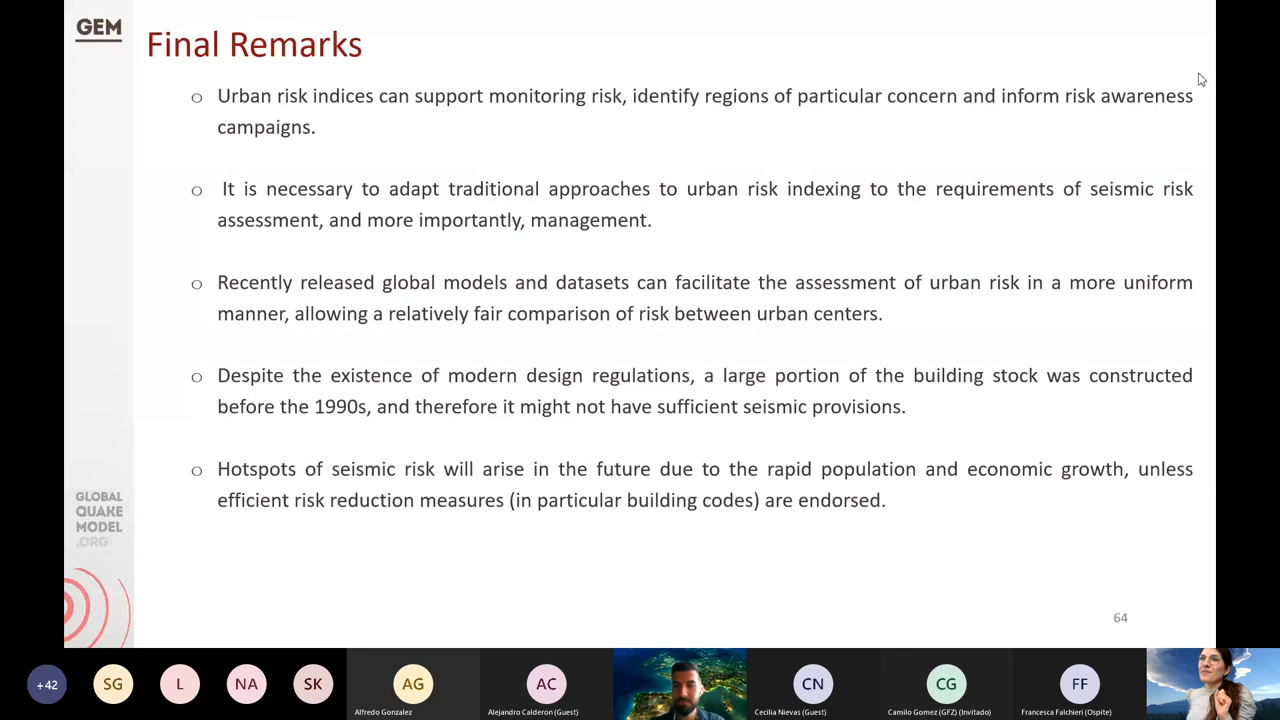 GEM
Final Remarks
o Urban risk indices can support monitoring risk, identify regions of particular concern and inform risk awareness
campaigns.
o It is necessary to adapt traditional approaches to urban risk indexing to the requirements of seismic risk
assessment, and more importantly, management.
o Recently released global models and datasets can facilitate the assessment of urban risk in a more uniform
manner, allowing a relatively fair comparison of risk between urban centers.
o Despite the existence of modern design regulations, a large portion of the building stock was constructed
before the 1990s, and therefore it might not have sufficient seismic provisions.
o Hotspots of seismic risk will arise in the future due to the rapid population and economic growth, unless
efficient risk reduction measures (in particular building codes) are endorsed.
GLOBAL
QUAKE
MODEL
.ORG
64
+42
SG
L
NA
SK
AG
Alfredo Gonzalez
AC
Alejandro Calderon (Guest)
CN
Cecilia Nievas (Guest)
CG
Camilo Gomez (GFZ) (Invitado)
FF
Francesca Falchieri (Ospite)